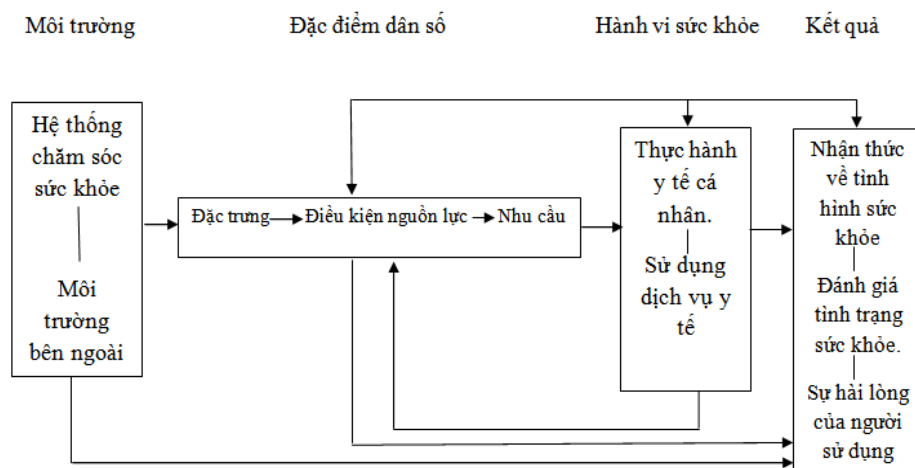 Môi trường
Đặc điểm dân số
Hành vi sức khỏe
Kết quả
Hệ thống
chăm sóc
sức khỏe
Môi
trường
bên ngoài
Đặc trưng
Điều kiện nguồn lực
Nhu cầu
Thực hành
y tế cá
nhân.
Sử dụng
dịch vụ y
tế
Nhận thức
về tình
hình sức
khỏe
Đánh giá
tình trạng
sức khỏe.
Sự hài lòng
của người
sử dụng